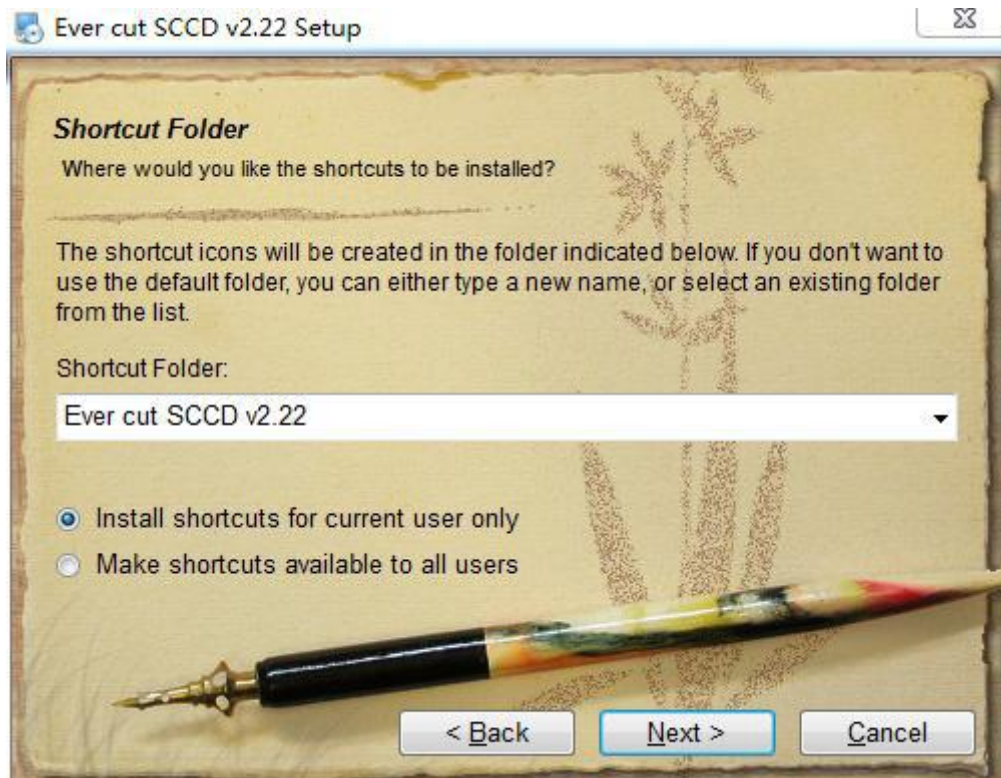 Ever cut SCCD v2.22 Setup
Shortcut Folder
Where would you like the shortcuts to be installed?
The shortcut icons will be created in the folder indicated below. If you don't want to
use the default folder, you can either type a new name, or select an existing folder
from the list.
Shortcut Folder:
Ever cut SCCD v2.22
Install shortcuts for current user only
Make shortcuts available to all users
< Back
Next >
Cancel